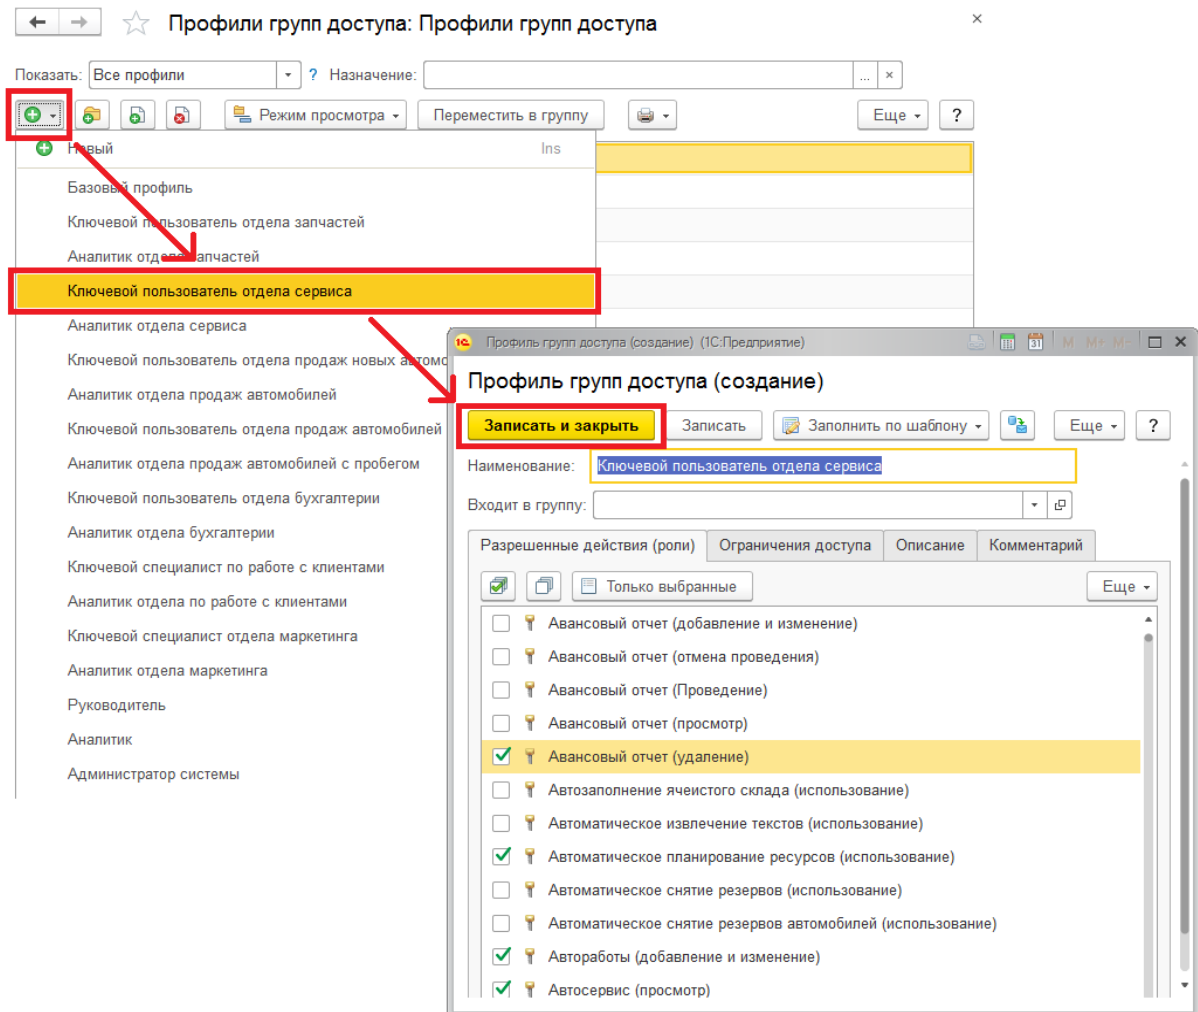 Профили групп доступа: Профили групп доступа
Показать: Все профили ? Назначение: ... ×
Режим просмотра Переместить в группу Еще ?
Новый Ins
Базовый профиль
Ключевой пользователь отдела запчастей
Аналитик отдела запчастей
Ключевой пользователь отдела сервиса
Аналитик отдела сервиса
Ключевой пользователь отдела продаж новых автомо
Аналитик отдела продаж автомобилей
Ключевой пользователь отдела продаж автомобилей
Аналитик отдела продаж автомобилей с пробегом
Ключевой пользователь отдела бухгалтерии
Аналитик отдела бухгалтерии
Ключевой специалист по работе с клиентами
Аналитик отдела по работе с клиентами
Ключевой специалист отдела маркетинга
Аналитик отдела маркетинга
Руководитель
Аналитик
Администратор системы
1С Профиль групп доступа (создание) (1С:Предприятие) 31 M M+ M-
Профиль групп доступа (создание)
Записать и закрыть Записать Заполнить по шаблону Еще ?
Наименование: Ключевой пользователь отдела сервиса
Входит в группу:
Разрешенные действия (роли) Ограничения доступа Описание Комментарий
Только выбранные Еще
Авансовый отчет (добавление и изменение)
Авансовый отчет (отмена проведения)
Авансовый отчет (Проведение)
Авансовый отчет (просмотр)
Авансовый отчет (удаление)
Автозаполнение ячеистого склада (использование)
Автоматическое извлечение текстов (использование)
Автоматическое планирование ресурсов (использование)
Автоматическое снятие резервов (использование)
Автоматическое снятие резервов автомобилей (использование)
Автоработы (добавление и изменение)
Автосервис (просмотр)